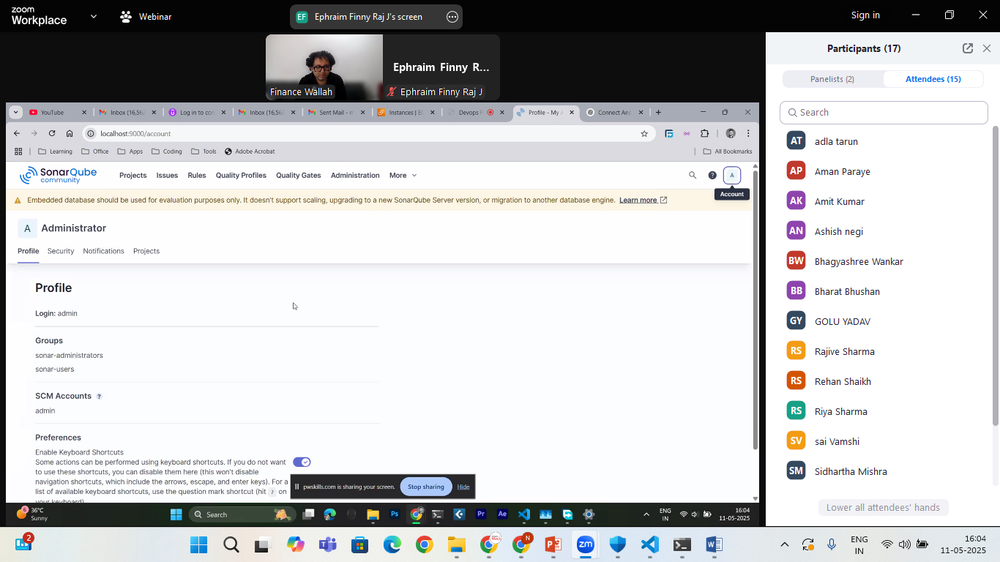 zoom
Workplace
Webinar
EF Ephraim Finny Raj J's screen
Sign in
Finance Wallah
Ephraim Finny R...
Ephraim Finny Raj J
Participants (17)
Panelists (2)
Attendees (15)
Search
AT adla tarun
AP Aman Paraye
AK Amit Kumar
AN Ashish negi
BW Bhagyashree Wankar
BB Bharat Bhushan
GY GOLU YADAV
RS Rajive Sharma
RS Rehan Shaikh
RS Riya Sharma
SV sai Vamshi
SM Sidhartha Mishra
Lower all attendees' hands
YouTube
Inbox (16,56
Log in to con
Inbox (16,56
Sent Mail - m
Instances | EC
Devops F
Profile - My A
Connect Ans
localhost:9000/account
Learning
Office
Apps
Coding
Tools
Adobe Acrobat
All Bookmarks
SonarQube
community
Projects
Issues
Rules
Quality Profiles
Quality Gates
Administration
More
A
Account
Embedded database should be used for evaluation purposes only. It doesn't support scaling, upgrading to a new SonarQube Server version, or migration to another database engine. Learn more
A Administrator
Profile
Security
Notifications
Projects
Profile
Login: admin
Groups
sonar-administrators
sonar-users
SCM Accounts ?
admin
Preferences
Enable Keyboard Shortcuts
Some actions can be performed using keyboard shortcuts. If you do not want
to use these shortcuts, you can disable them here (this won't disable
navigation shortcuts, which include the arrows, escape, and enter keys). For a
list of available keyboard shortcuts, use the question mark shortcut (hit ? on
your keyboard)
pwskills.com is sharing your screen.
Stop sharing
Hide
6
36°C
Sunny
Search
Ps
Pr
Ae
ENG
IN
16:04
11-05-2025
2
N
zm
ENG
IN
16:04
11-05-2025